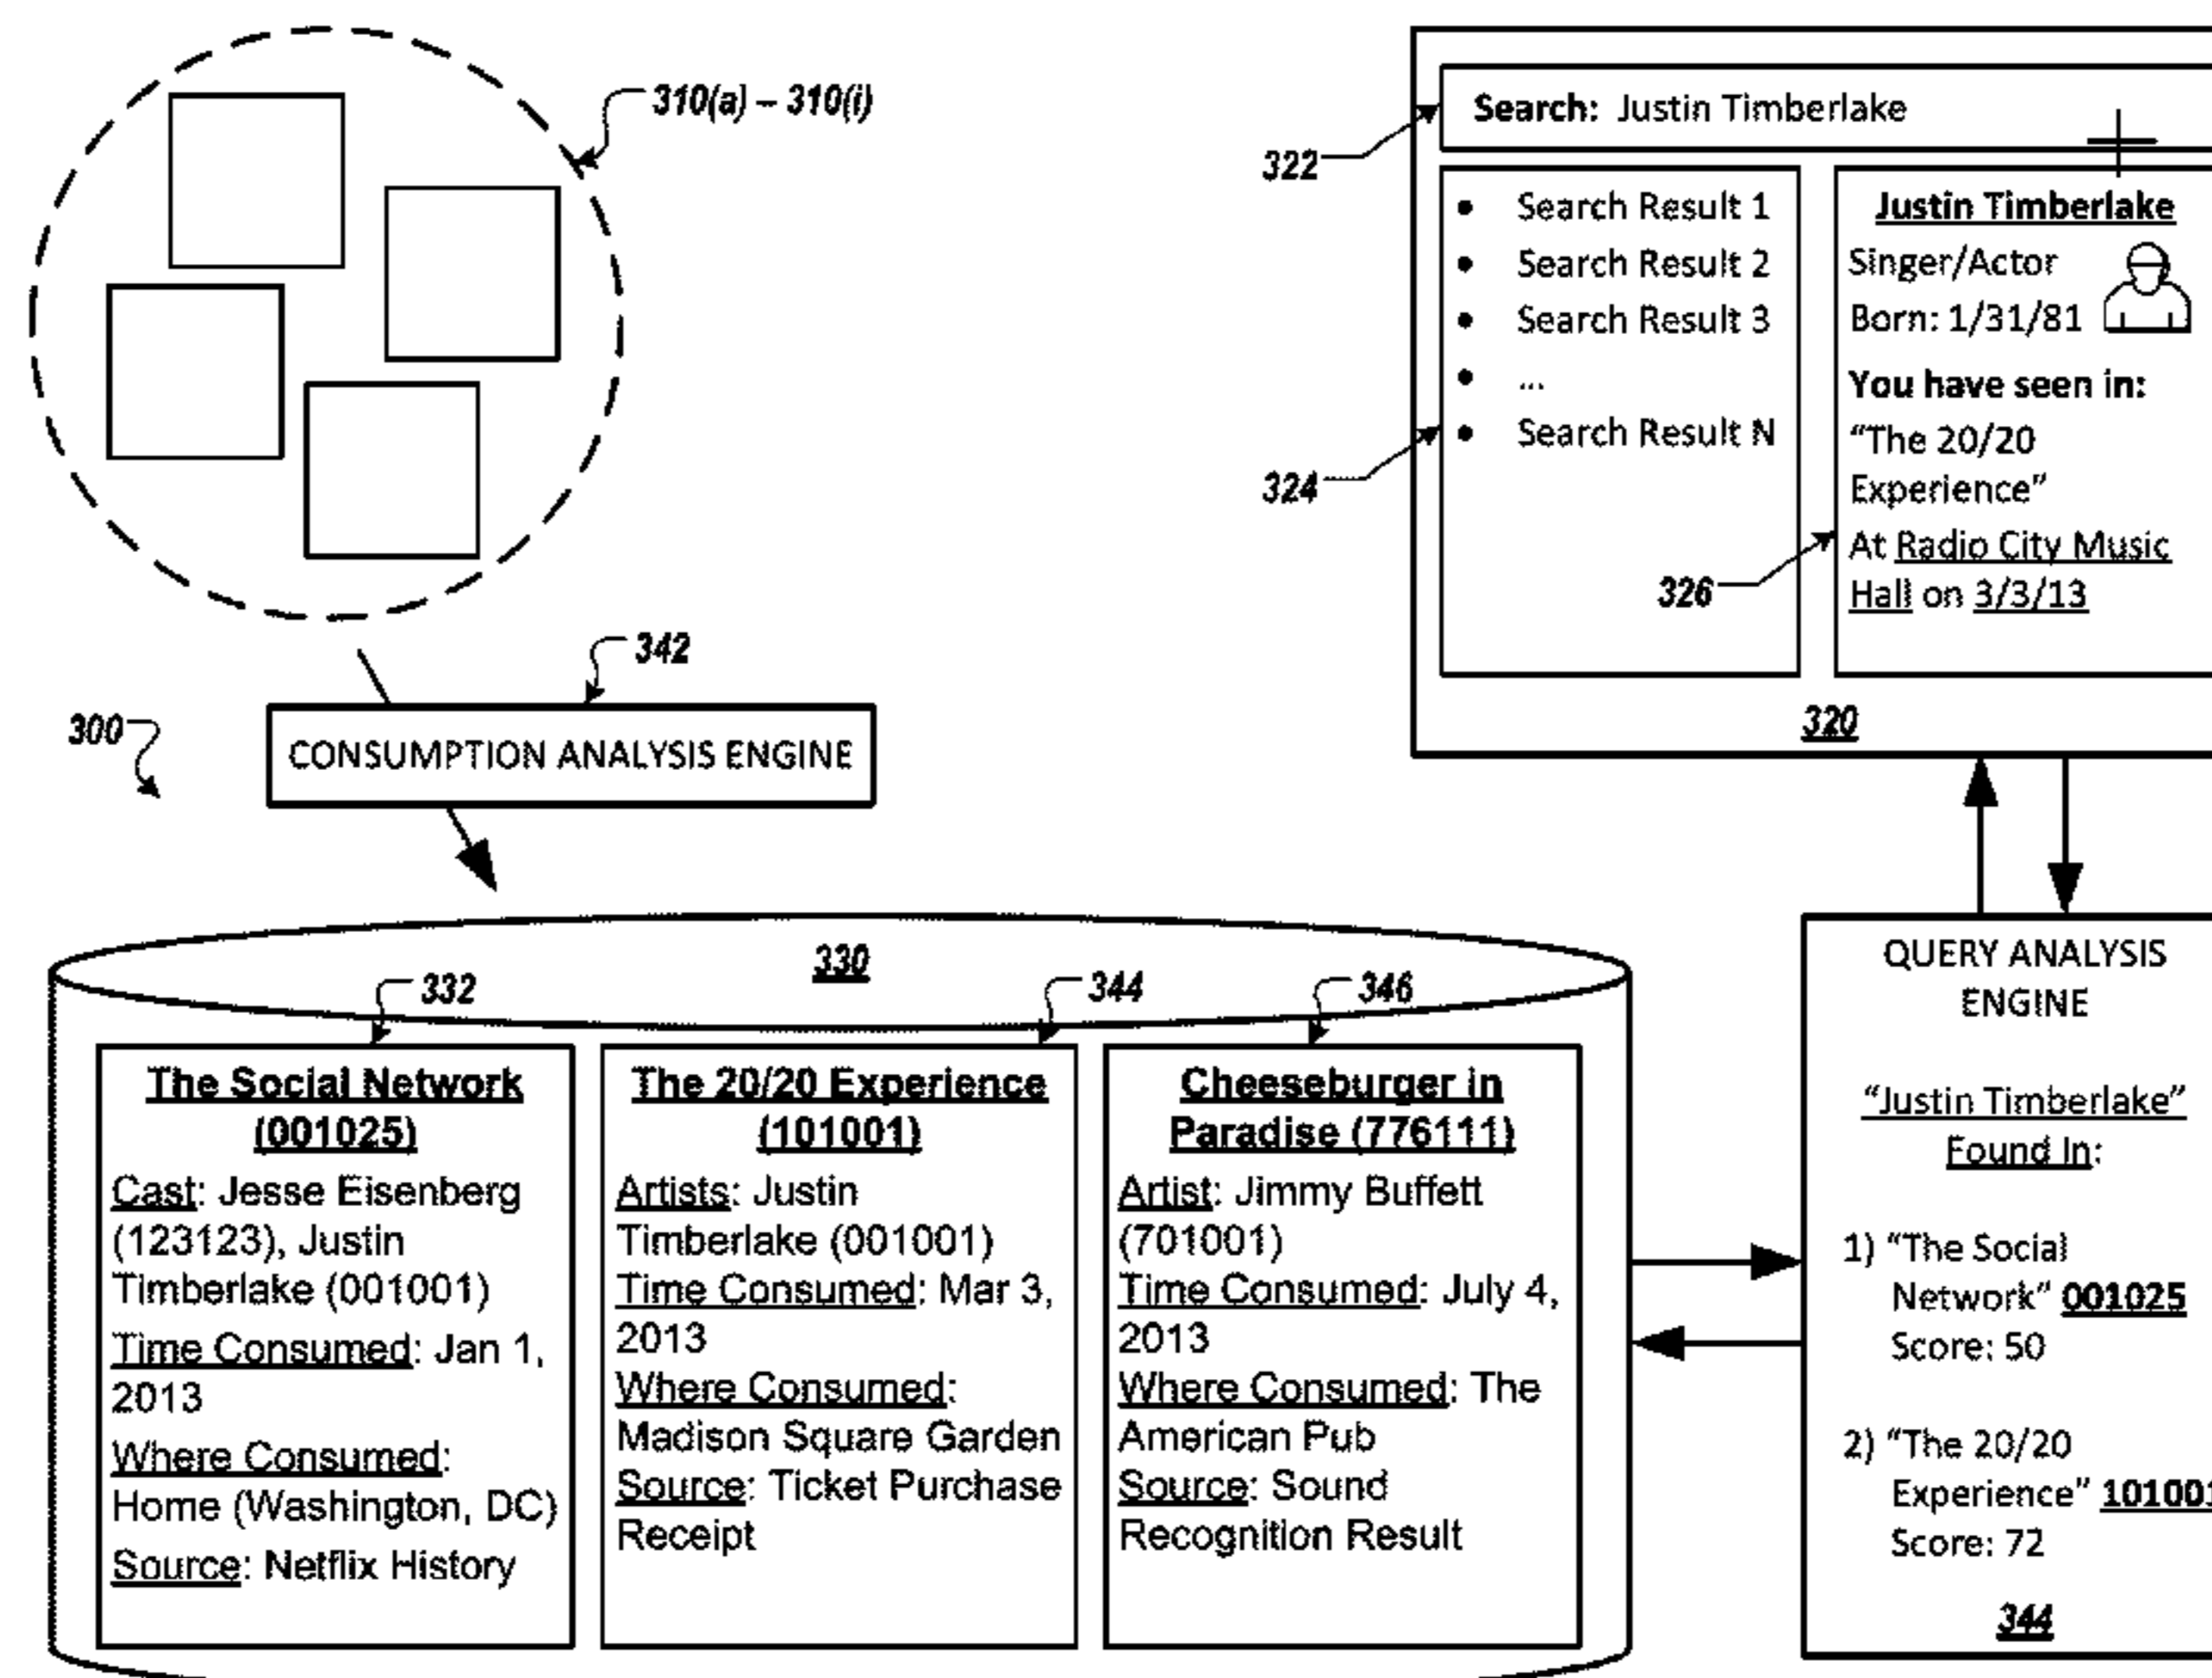 310(a) – 310(i)
322
Search: Justin Timberlake
• Search Result 1
• Search Result 2
• Search Result 3
• ...
• Search Result N
324
Justin Timberlake
Singer/Actor
Born: 1/31/81
You have seen in:
“The 20/20
Experience”
At Radio City Music
Hall on 3/3/13
326
320
300
342
CONSUMPTION ANALYSIS ENGINE
330
332
344
346
The Social Network
(001025)
Cast: Jesse Eisenberg
(123123), Justin
Timberlake (001001)
Time Consumed: Jan 1,
2013
Where Consumed:
Home (Washington, DC)
Source: Netflix History
The 20/20 Experience
(101001)
Artists: Justin
Timberlake (001001)
Time Consumed: Mar 3,
2013
Where Consumed:
Madison Square Garden
Source: Ticket Purchase
Receipt
Cheeseburger in
Paradise (776111)
Artist: Jimmy Buffett
(701001)
Time Consumed: July 4,
2013
Where Consumed: The
American Pub
Source: Sound
Recognition Result
QUERY ANALYSIS
ENGINE
“Justin Timberlake”
Found In:
1) “The Social
Network” 001025
Score: 50
2) “The 20/20
Experience” 101001
Score: 72
344